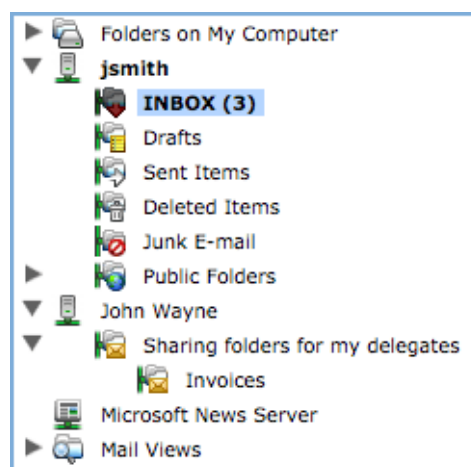 Folders on My Computer
jsmith
INBOX (3)
Drafts
Sent Items
Deleted Items
Junk E-mail
Public Folders
John Wayne
Sharing folders for my delegates
Invoices
Microsoft News Server
Mail Views